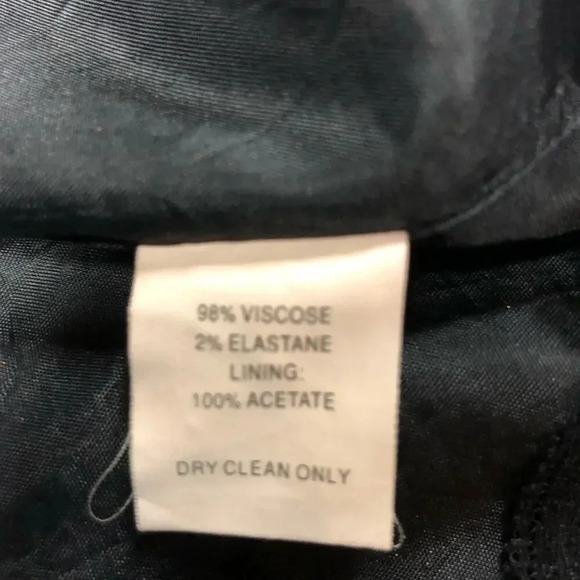 98% VISCOSE
2% ELASTANE
LINING:
100% ACETATE
DRY CLEAN ONLY